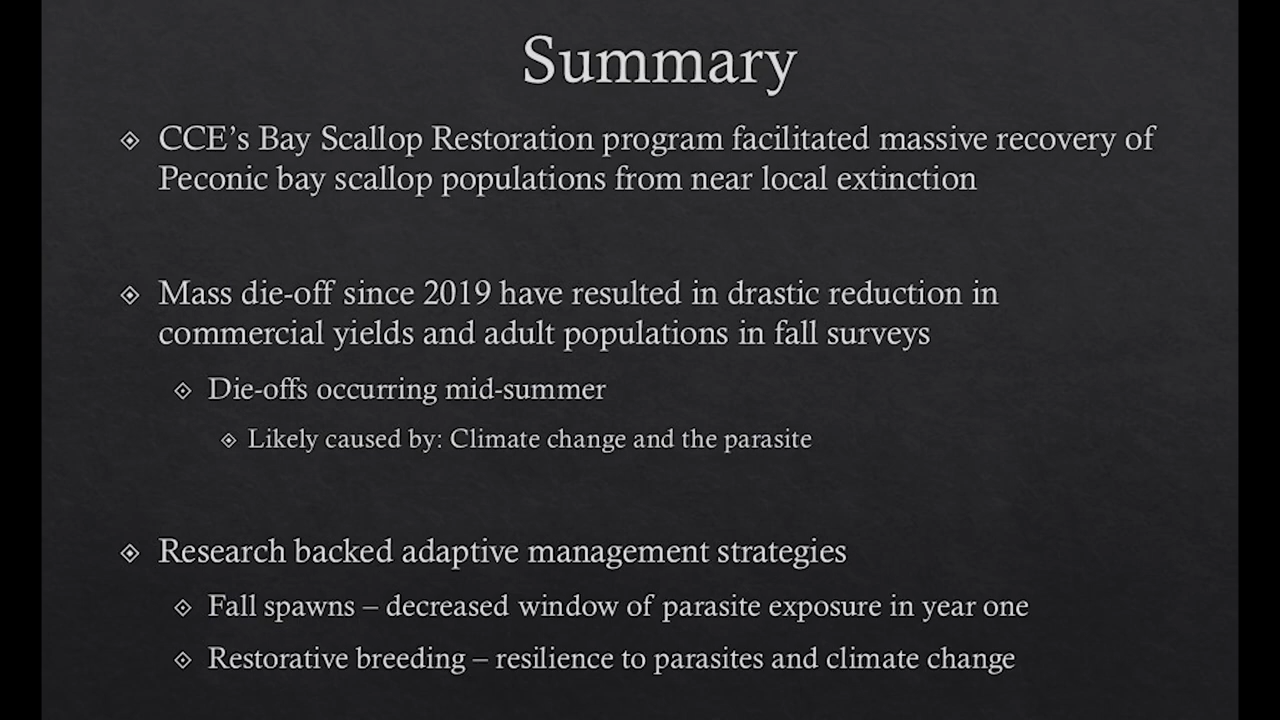 Summary
CCE’s Bay Scallop Restoration program facilitated massive recovery of
Peconic bay scallop populations from near local extinction
Mass die-off since 2019 have resulted in drastic reduction in
commercial yields and adult populations in fall surveys
Die-offs occurring mid-summer
Likely caused by: Climate change and the parasite
Research backed adaptive management strategies
Fall spawns – decreased window of parasite exposure in year one
Restorative breeding – resilience to parasites and climate change